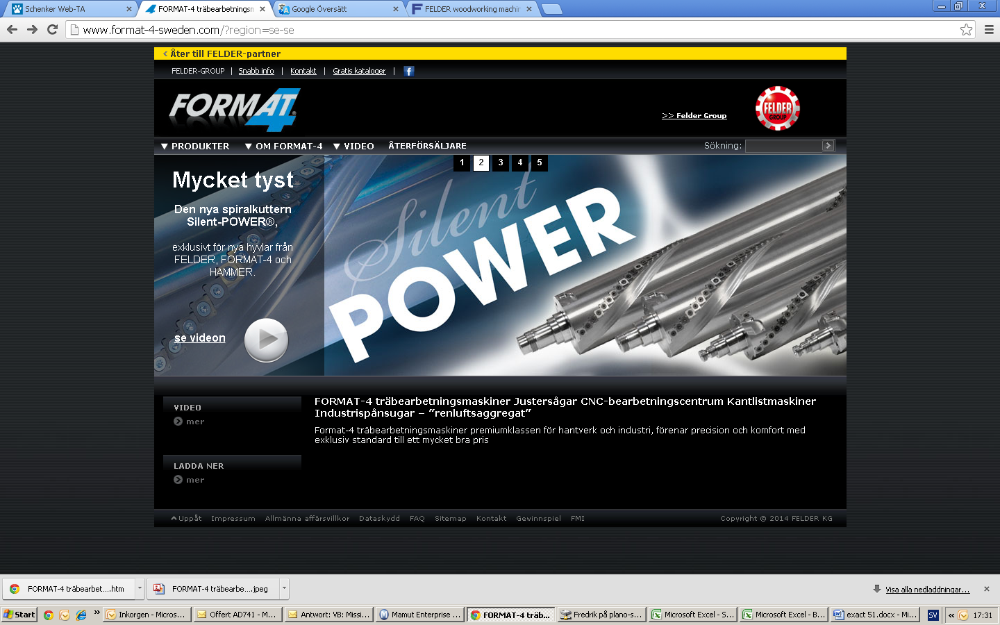 Schenker Web-TA
FORMAT-4 träbearbetningsm
Google Översätt
FELDER woodworking machin
www.format-4-sweden.com/?region=se-se
Åter till FELDER-partner
FELDER-GROUP | Snabb info | Kontakt | Gratis kataloger |
FORMAT 4
>> Felder Group
FELDER
GROUP
PRODUKTER OM FORMAT-4 VIDEO ÅTERFÖRSÄLJARE
Sökning:
1 2 3 4 5
Mycket tyst
Den nya spiralkuttern
Silent-POWER®,
exklusivt för nya hyvlar från
FELDER, FORMAT-4 och
HAMMER.
se videon
Silent
POWER
VIDEO
mer
LADDA NER
mer
FORMAT-4 träbearbetningsmaskiner Justersågar CNC-bearbetningscentrum Kantlistmaskiner
Industrispånsugar – ”renluftsaggregat”
Format-4 träbearbetningsmaskiner premiumklassen för hantverk och industri, förenar precision och komfort med
exklusiv standard till ett mycket bra pris
Uppåt Impressum Allmänna affärsvillkor Dataskydd FAQ Sitemap Kontakt Gewinnspiel FMI
Copyright © 2014 FELDER KG
FORMAT-4 träbearbet....htm
FORMAT-4 träbearbe....jpeg
Visa alla nedladdningar...
Start
Inkorgen - Micros...
Offert AD741 - M...
Antwort: VB: Missi...
Mamut Enterprise ...
FORMAT-4 träb...
Fredrik på plano-s...
Microsoft Excel - S...
Microsoft Excel - B...
exact 51.docx - Mi...
SV
17:31